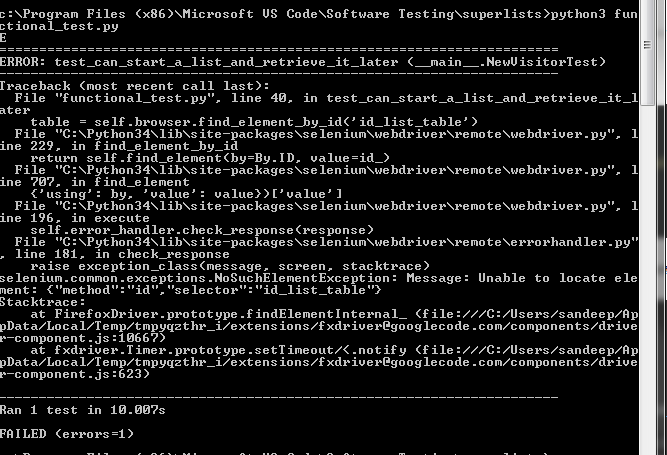 c:\Program Files (x86)\Microsoft VS Code\Software Testing\superlists>python3 fun
ctional_test.py
E
======================================================================
ERROR: test_can_start_a_list_and_retrieve_it_later (__main__.NewVisitorTest)
----------------------------------------------------------------------
Traceback (most recent call last):
  File "functional_test.py", line 40, in test_can_start_a_list_and_retrieve_it_l
ater
    table = self.browser.find_element_by_id('id_list_table')
  File "C:\Python34\lib\site-packages\selenium\webdriver\remote\webdriver.py", l
ine 229, in find_element_by_id
    return self.find_element(by=By.ID, value=id_)
  File "C:\Python34\lib\site-packages\selenium\webdriver\remote\webdriver.py", l
ine 707, in find_element
    {'using': by, 'value': value})['value']
  File "C:\Python34\lib\site-packages\selenium\webdriver\remote\webdriver.py", l
ine 196, in execute
    self.error_handler.check_response(response)
  File "C:\Python34\lib\site-packages\selenium\webdriver\remote\errorhandler.py"
, line 181, in check_response
    raise exception_class(message, screen, stacktrace)
selenium.common.exceptions.NoSuchElementException: Message: Unable to locate ele
ment: {"method":"id","selector":"id_list_table"}
Stacktrace:
    at FirefoxDriver.prototype.findElementInternal_ (file:///C:/Users/sandeep/Ap
pData/Local/Temp/tmpyqzthr_i/extensions/fxdriver@googlecode.com/components/drive
r-component.js:10667)
    at fxdriver.Timer.prototype.setTimeout/<.notify (file:///C:/Users/sandeep/Ap
pData/Local/Temp/tmpyqzthr_i/extensions/fxdriver@googlecode.com/components/drive
r-component.js:623)
----------------------------------------------------------------------
Ran 1 test in 10.007s
FAILED (errors=1)